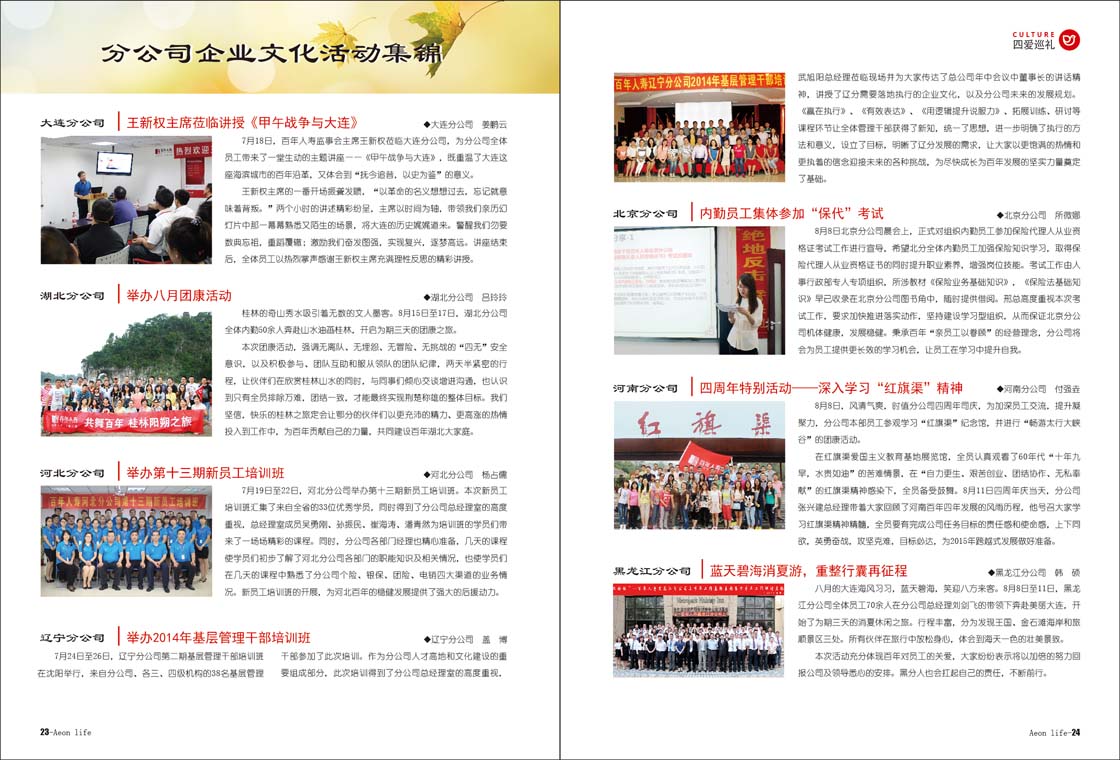 分公司企业文化活动集锦
大连分公司
王新权主席莅临讲授《甲午战争与大连》
◆大连分公司 姜鹏云
7月18日，百年人寿监事会主席王新权莅临大连分公司，为分公司全体
员工带来了一堂生动的主题讲座——《甲午战争与大连》，既重温了大连这
座海滨城市的百年沿革，又体会到“抚今追昔，以史为鉴”的意义。
王新权主席的一番开场振聋发聩，“以革命的名义想想过去，忘记就意
味着背叛。”两个小时的讲述精彩纷呈，主席以时间为轴，带领我们亲历幻
灯片中那一幕幕熟悉又陌生的场景，将大连的历史娓娓道来。警醒我们勿要
数典忘祖，重蹈覆辙；激励我们奋发图强，实现复兴，逐梦高远。讲座结束
后，全体员工以热烈掌声感谢王新权主席充满理性反思的精彩讲授。
热烈欢迎
湖北分公司
举办八月团康活动
◆湖北分公司 吕玲玲
桂林的奇山秀水吸引着无数的文人墨客。8月15日至17日，湖北分公司
全体内勤50余人奔赴山水迤逦桂林，开启为期三天的团康之旅。
本次团康活动，强调无离队、无埋怨、无冒险、无挑战的“四无”安全
意识，以及积极参与、团队互助和服从领队的团队纪律，两天半紧密的行
程，让伙伴们在欣赏桂林山水的同时，与同事们倾心交谈增进沟通，也认识
到只有全员排除万难，团结一致，才能最终实现荆楚称雄的整体目标。我们
坚信，快乐的桂林之旅定会让鄂分的伙伴们以更充沛的精力、更高涨的热情
投入到工作中，为百年贡献自己的力量，共同建设百年湖北大家庭。
共舞百年 桂林阳朔之旅
河北分公司
举办第十三期新员工培训班
◆河北分公司 杨占儒
7月19日至22日，河北分公司举办第十三期新员工培训班。本次新员工
培训班汇集了来自全省的33位优秀学员，同时得到了分公司总经理室的高度
重视，总经理室成员吴勇刚、孙振民、崔海涛、潘青然为培训班的学员们带
来了一场场精彩的课程。同时，分公司各部门经理也精心准备，几天的课程
使学员们初步了解了河北分公司各部门的职能知识及相关情况，也使学员们
在几天的课程中熟悉了分公司个险、银保、团险、电销四大渠道的业务情
况。新员工培训班的开展，为河北百年的稳健发展提供了强大的后援动力。
百年人寿河北分公司第十三期新员工培训班
辽宁分公司
举办2014年基层管理干部培训班
◆辽宁分公司 盖 博
7月24日至26日，辽宁分公司第二期基层管理干部培训班
在沈阳举行，来自分公司，各三、四级机构的38名基层管理
干部参加了此次培训。作为分公司人才高地和文化建设的重
要组成部分，此次培训得到了分公司总经理室的高度重视，
23-Aeon life
CULTURE
四爱巡礼
百年人寿辽宁分公司2014年基层管理干部培训
武旭阳总经理莅临现场并为大家传达了总公司年中会议中董事长的讲话精
神，讲授了辽分需要落地执行的企业文化，以及分公司未来的发展规划。
《赢在执行》、《有效表达》、《用逻辑提升说服力》、拓展训练、研讨等
课程环节让全体管理干部获得了新知，统一了思想，进一步明确了执行的方
法和意义，设立了目标，明晰了辽分发展的需求，让大家以更饱满的热情和
更执着的信念迎接未来的各种挑战，为尽快成长为百年发展的坚实力量奠定
了基础。
北京分公司
内勤员工集体参加“保代”考试
◆北京分公司 所微娜
8月8日北京分公司晨会上，正式对组织内勤员工参加保险代理人从业资
格证考试工作进行宣导，希望北分全体内勤员工加强保险知识学习，取得保
险代理人从业资格证书的同时提升职业素养，增强岗位技能。考试工作由人
事行政部专人专项组织，所涉教材《保险业务基础知识》，《保险法基础知
识》早已收录在北京分公司图书角中，随时提供借阅。邢总高度重视本次考
试工作，要求加快推进落实动作，坚持建设学习型组织，从而保证北京分公
司机体健康，发展稳健。秉承百年“亲员工以眷顾”的经营理念，分公司将
会为员工提供更长效的学习机会，让员工在学习中提升自我。
绝地反击
河南分公司
四周年特别活动——深入学习“红旗渠”精神
◆河南分公司 付强垚
8月8日，风清气爽，时值分公司四周年司庆，为加深员工交流，提升凝
聚力，分公司本部员工参观学习“红旗渠”纪念馆，并进行“畅游太行大峡
谷”的团康活动。
在红旗渠爱国主义教育基地展览馆，全员认真观看了60年代“十年九
旱，水贵如油”的苦难情景，在“自力更生、艰苦创业、团结协作、无私奉
献”的红旗渠精神感染下，全员备受鼓舞。8月11日四周年庆当天，分公司
张兴建总经理带着大家回顾了河南百年四年发展的风雨历程，他号召大家学
习红旗渠精神精髓，全员要有完成公司任务目标的责任感和使命感，上下同
欲，英勇奋战，攻坚克难，目标必达，为2015年跨越式发展做好准备。
红旗渠
黑龙江分公司
蓝天碧海消夏游，重整行囊再征程
◆黑龙江分公司 韩 硕
八月的大连海风习习，蓝天碧海，笑迎八方来客。8月8日至11日，黑龙
江分公司全体员工70余人在分公司总经理刘剑飞的带领下奔赴美丽大连，开
始了为期三天的消夏休闲之旅。行程丰富，分为发现王国、金石滩海岸和旅
顺景区三处。所有伙伴在旅行中放松身心，体会到海天一色的壮美景致。
本次活动充分体现百年对员工的关爱，大家纷纷表示将以加倍的努力回
报公司及领导悉心的安排。黑分人也会扛起自己的责任，不断前行。
Aeon life-24